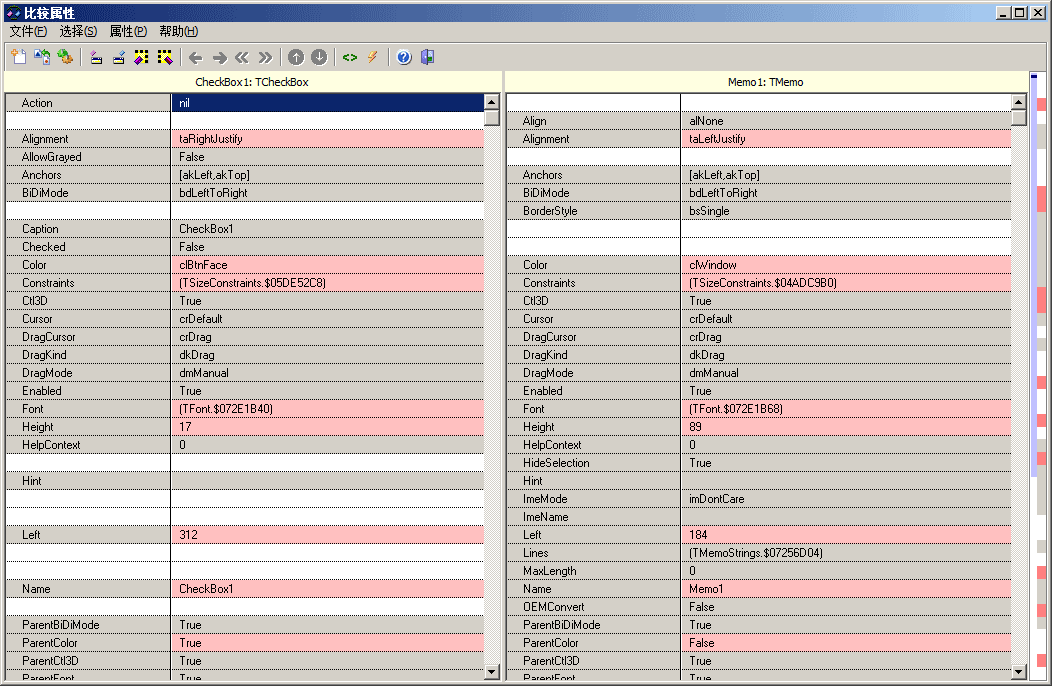 比较属性
文件(F) 选择(S) 属性(P) 帮助(H)
CheckBox1: TCheckBox Memo1: TMemo
Action nil
Align alNone
Alignment taRightJustify Alignment taLeftJustify
AllowGrayed False
Anchors [akLeft,akTop] Anchors [akLeft,akTop]
BiDiMode bdLeftToRight BiDiMode bdLeftToRight
BorderStyle bsSingle
Caption CheckBox1
Checked False
Color clBtnFace Color clWindow
Constraints (TSizeConstraints.$05DE52C8) Constraints (TSizeConstraints.$04ADC9B0)
Ctl3D True Ctl3D True
Cursor crDefault Cursor crDefault
DragCursor crDrag DragCursor crDrag
DragKind dkDrag DragKind dkDrag
DragMode dmManual DragMode dmManual
Enabled True Enabled True
Font (TFont.$072E1B40) Font (TFont.$072E1B68)
Height 17 Height 89
HelpContext 0 HelpContext 0
HideSelection True
Hint Hint
ImeMode imDontCare
ImeName
Left 312 Left 184
Lines (TMemoStrings.$07256D04)
MaxLength 0
Name CheckBox1 Name Memo1
OEMConvert False
ParentBiDiMode True ParentBiDiMode True
ParentColor True ParentColor False
ParentCtl3D True ParentCtl3D True
ParentFont True ParentFont True